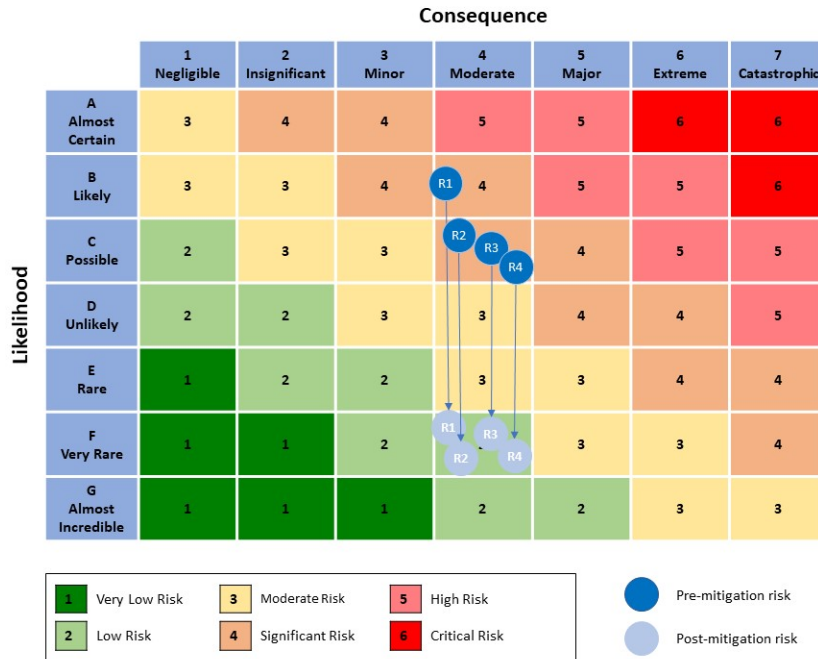 Consequence
1 2 3 4 5 6 7
Negligible Insignificant Minor Moderate Major Extreme Catastrophic
Likelihood
A
Almost
Certain
3 4 4 5 5 6 6
B
Likely
3 3 4 R1 4 5 5 6
C
Possible
2 3 3 R2 R3 R4 4 5 5
D
Unlikely
2 2 3 3 4 4 5
E
Rare
1 2 2 3 3 4 4
F
Very Rare
1 1 2 R1 R2 R3 R4 3 3 4
G
Almost
Incredible
1 1 1 2 2 3 3
1 Very Low Risk 3 Moderate Risk 5 High Risk Pre-mitigation risk
2 Low Risk 4 Significant Risk 6 Critical Risk Post-mitigation risk